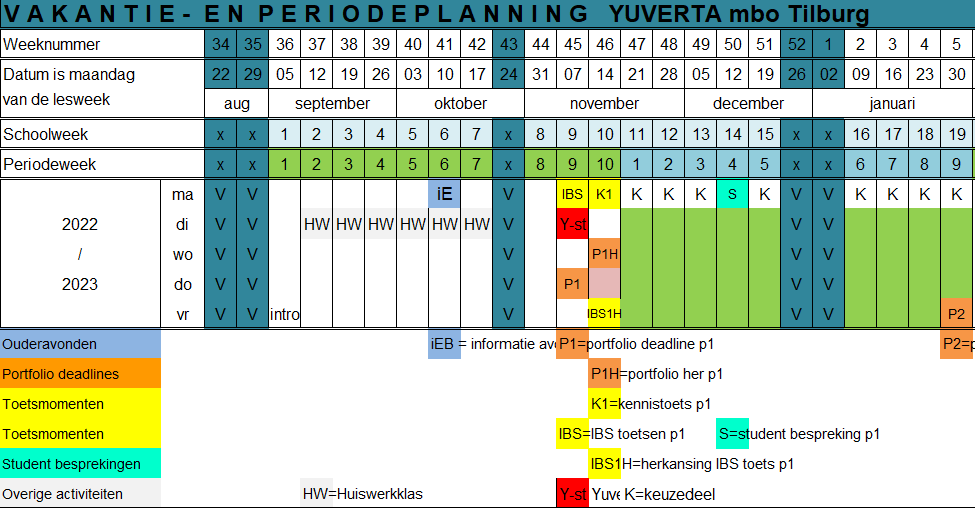 VAKANTIE- EN PERIODEPLANNING YUVERTA mbo Tilburg
Weeknummer 34 35 36 37 38 39 40 41 42 43 44 45 46 47 48 49 50 51 52 1 2 3 4 5
Datum is maandag 22 29 05 12 19 26 03 10 17 24 31 07 14 21 28 05 12 19 26 02 09 16 23 30
van de lesweek aug september oktober november december januari
Schoolweek x x 1 2 3 4 5 6 7 x 8 9 10 11 12 13 14 15 x x 16 17 18 19
Periodeweek x x 1 2 3 4 5 6 7 x 8 9 10 1 2 3 4 5 x x 6 7 8 9
ma V V iE V IBS K1 K K K S K V V K K K K
2022 di V V HW HW HW HW HW HW V Y-st V V
/ wo V V V P1H V V
2023 do V V V P1 V V
vr V V intro V IBS1H V V P2
Ouderavonden iEB = informatie avo P1=portfolio deadline p1 P2=p
Portfolio deadlines P1H=portfolio her p1
Toetsmomenten K1=kennistoets p1
Toetsmomenten IBS=IBS toetsen p1 S=student bespreking p1
Student besprekingen IBS1H=herkansing IBS toets p1
Overige activiteiten HW=Huiswerkklas Y-st Yuve K=keuzedeel